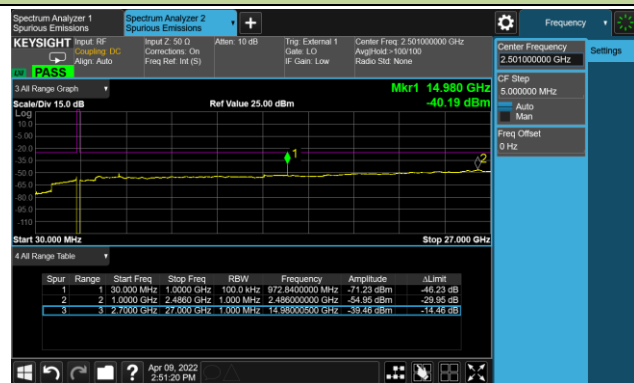 Spectrum Analyzer 1
Spurious Emissions
Spectrum Analyzer 2
Spurious Emissions
Frequency
KEYSIGHT
Input: RF
Coupling: DC
Align: Auto
Input Z: 50 Ω
Corrections: On
Freq Ref: Int (S)
Atten: 10 dB
Trig: External 1
Gate: LO
IF Gain: Low
Center Freq: 2.501000000 GHz
Avg|Hold:>100/100
Radio Std: None
PASS
Center Frequency
2.501000000 GHz
Settings
CF Step
5.000000 MHz
Auto
Man
Freq Offset
0 Hz
3 All Range Graph
Mkr1 14.980 GHz
Scale/Div 15.0 dB
Ref Value 25.00 dBm
-40.19 dBm
Log
10.0
-5.00
-20.0
-35.0
-50.0
-65.0
-80.0
-95.0
-110
1
2
Start 30.000 MHz
Stop 27.000 GHz
4 All Range Table
Spur Range Start Freq Stop Freq RBW Frequency Amplitude ΔLimit
1 1 30.000 MHz 1.0000 GHz 100.0 kHz 972.8400000 MHz -71.23 dBm -46.23 dB
2 2 1.0000 GHz 2.4860 GHz 1.000 MHz 2.486000000 GHz -54.95 dBm -29.95 dB
3 3 2.7000 GHz 27.000 GHz 1.000 MHz 14.98000500 GHz -39.46 dBm -14.46 dB
?
Apr 09, 2022
2:51:20 PM